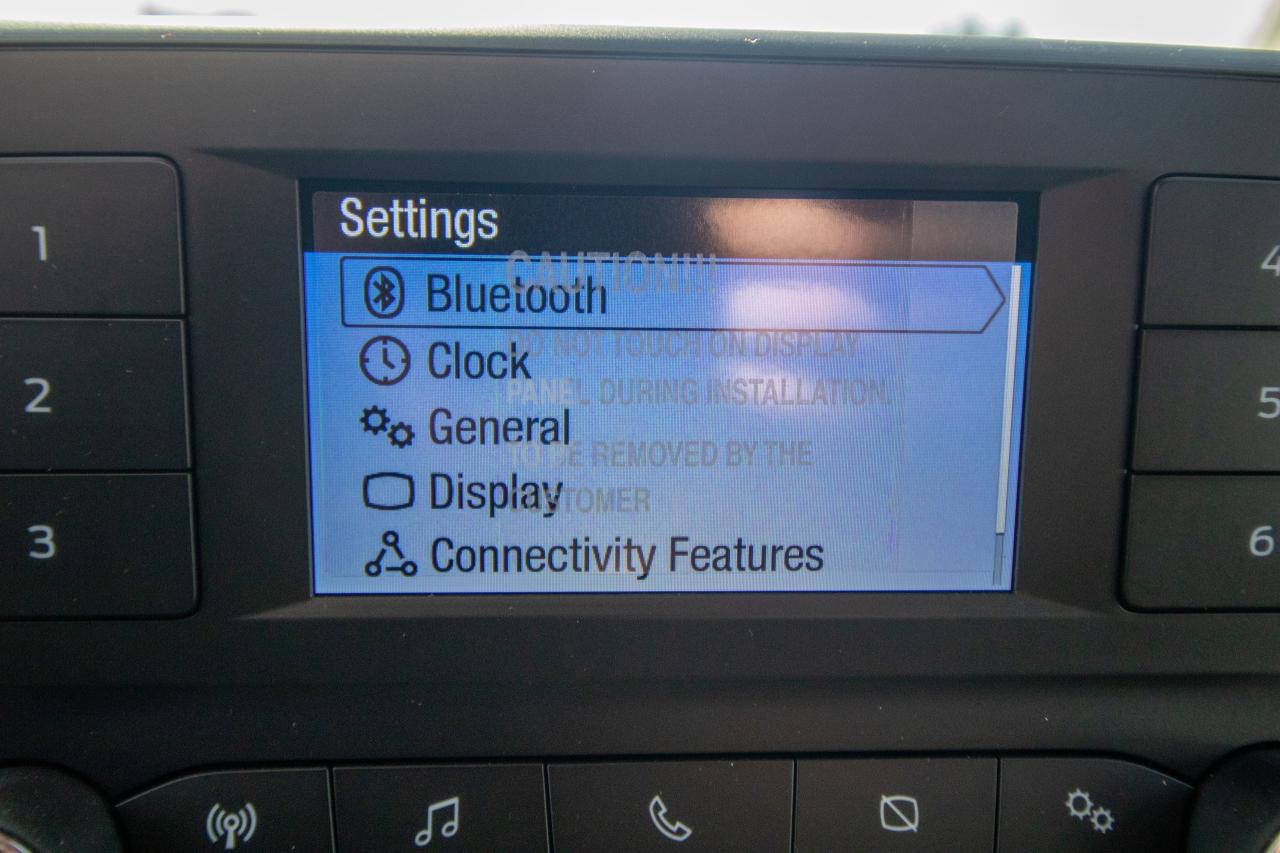 Settings
CAUTION!!!
Bluetooth
DO NOT TOUCH ON DISPLAY
Clock
PANEL DURING INSTALLATION.
General
TO BE REMOVED BY THE
Display
CUSTOMER
Connectivity Features
1
2
3
4
5
6